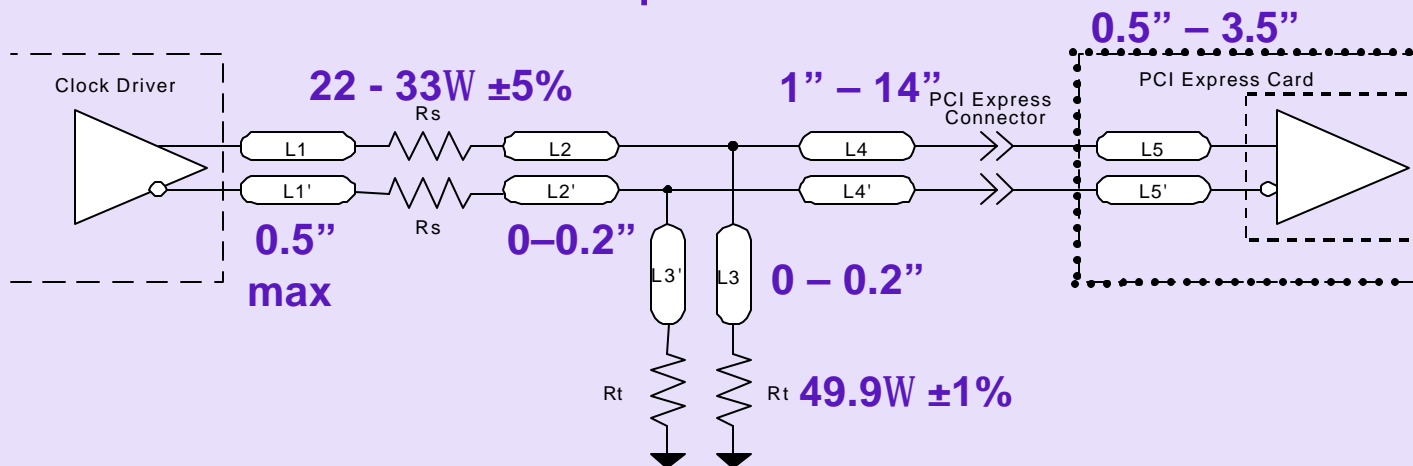 0.5” – 3.5”
Clock Driver
22 - 33W ±5%
1” – 14”
PCI Express Card
PCI Express
Connector
Rs
L1
L2
L4
L5
L1'
L2'
L4'
L5'
Rs
0.5”
max
0–0.2”
L3'
L3
0 – 0.2”
Rt
Rt
49.9W ±1%